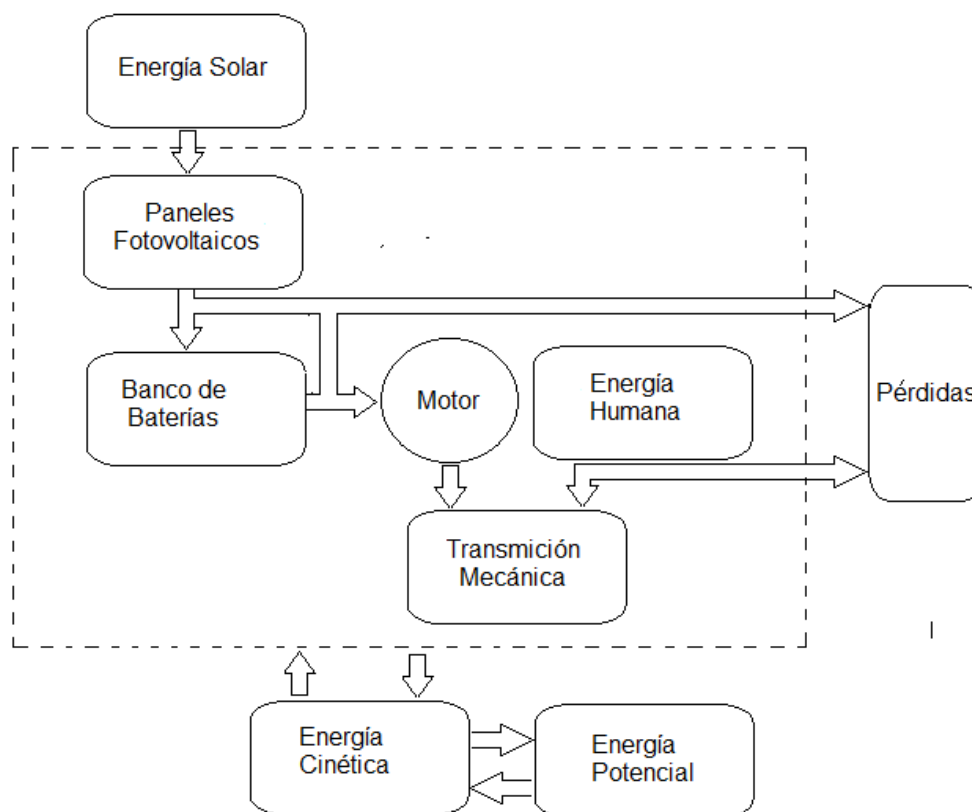 Energía Solar
Paneles
Fotovoltaicos
Banco de
Baterías
Motor
Energía
Humana
Pérdidas
Transmición
Mecánica
Energía
Cinética
Energía
Potencial